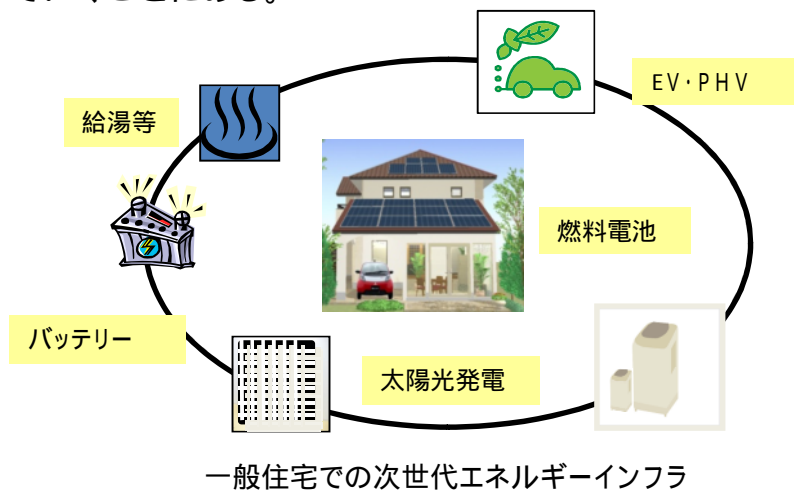 給湯等
EV・PHV
燃料電池
バッテリー
太陽光発電
一般住宅での次世代エネルギーインフラ